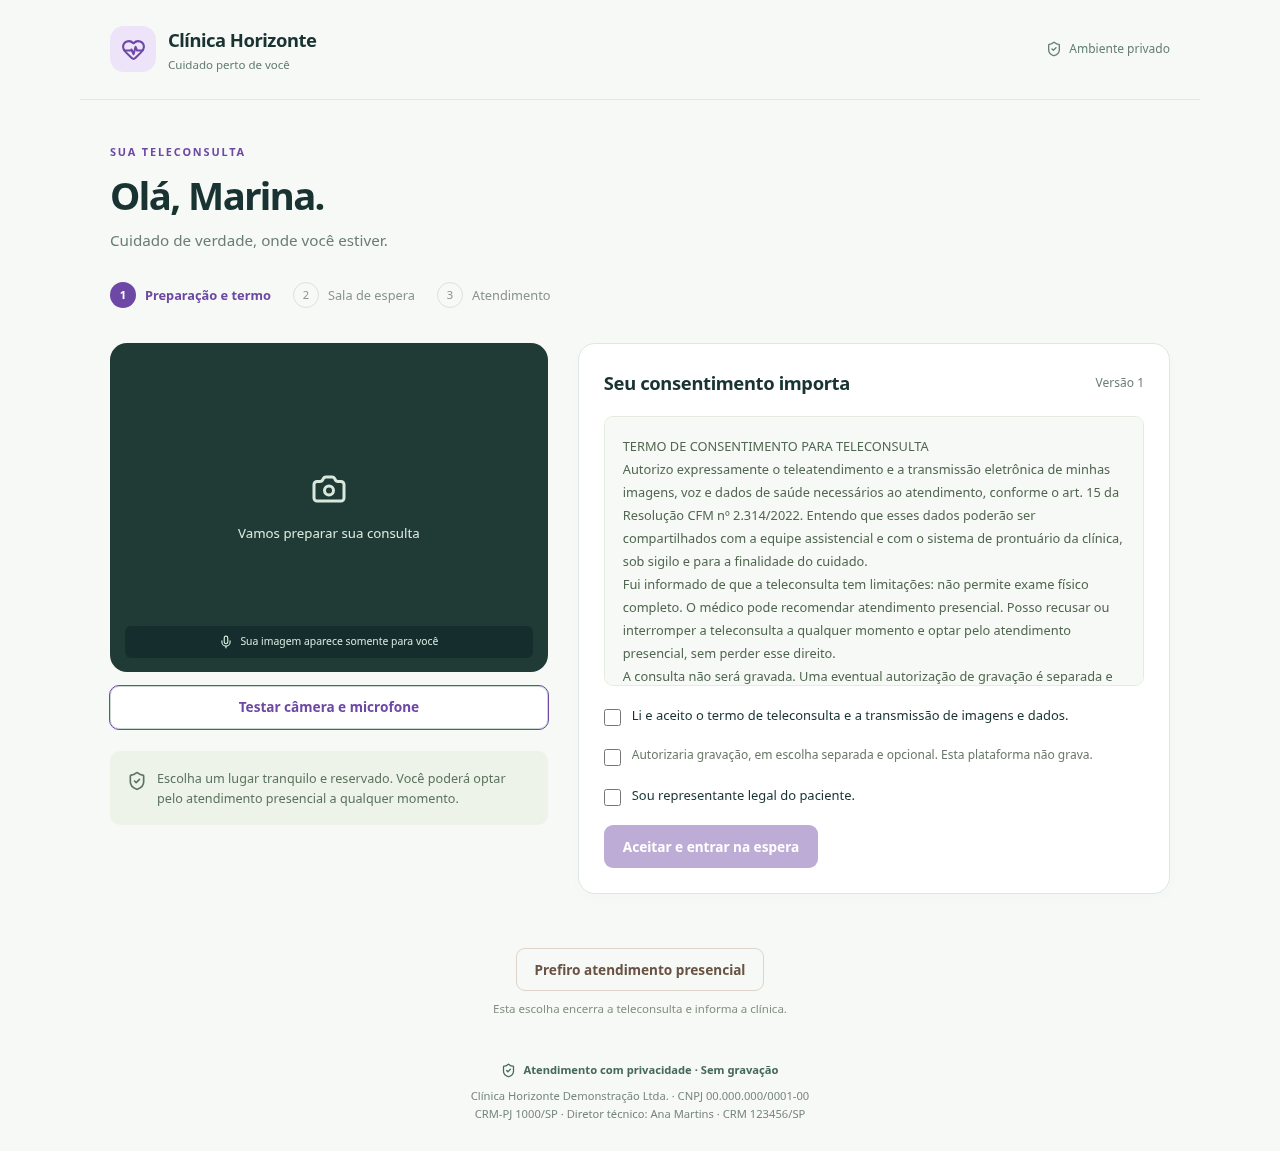 Clínica Horizonte
Cuidado perto de você
Ambiente privado
SUA TELECONSULTA
Olá, Marina.
Cuidado de verdade, onde você estiver.
1 Preparação e termo 2 Sala de espera 3 Atendimento
Vamos preparar sua consulta
Sua imagem aparece somente para você
Testar câmera e microfone
Escolha um lugar tranquilo e reservado. Você poderá optar
pelo atendimento presencial a qualquer momento.
Seu consentimento importa
Versão 1
TERMO DE CONSENTIMENTO PARA TELECONSULTA
Autorizo expressamente o teleatendimento e a transmissão eletrônica de minhas
imagens, voz e dados de saúde necessários ao atendimento, conforme o art. 15 da
Resolução CFM nº 2.314/2022. Entendo que esses dados poderão ser
compartilhados com a equipe assistencial e com o sistema de prontuário da clínica,
sob sigilo e para a finalidade do cuidado.
Fui informado de que a teleconsulta tem limitações: não permite exame físico
completo. O médico pode recomendar atendimento presencial. Posso recusar ou
interromper a teleconsulta a qualquer momento e optar pelo atendimento
presencial, sem perder esse direito.
A consulta não será gravada. Uma eventual autorização de gravação é separada e
Li e aceito o termo de teleconsulta e a transmissão de imagens e dados.
Autorizaria gravação, em escolha separada e opcional. Esta plataforma não grava.
Sou representante legal do paciente.
Aceitar e entrar na espera
Prefiro atendimento presencial
Esta escolha encerra a teleconsulta e informa a clínica.
Atendimento com privacidade · Sem gravação
Clínica Horizonte Demonstração Ltda. · CNPJ 00.000.000/0001-00
CRM-PJ 1000/SP · Diretor técnico: Ana Martins · CRM 123456/SP